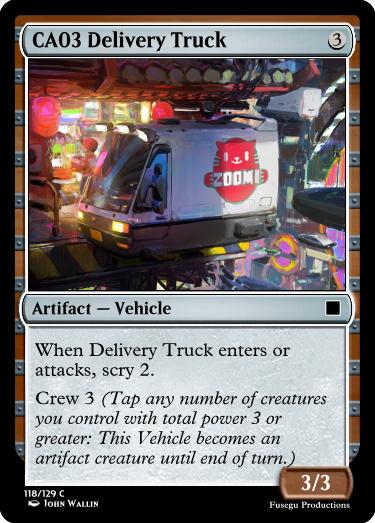 CA03 Delivery Truck 3
ZOOM!
Artifact — Vehicle
When Delivery Truck enters or
attacks, scry 2.
Crew 3 (Tap any number of creatures
you control with total power 3 or
greater: This Vehicle becomes an
artifact creature until end of turn.)
3/3
118/129 C
John Wallin
Fusegu Productions